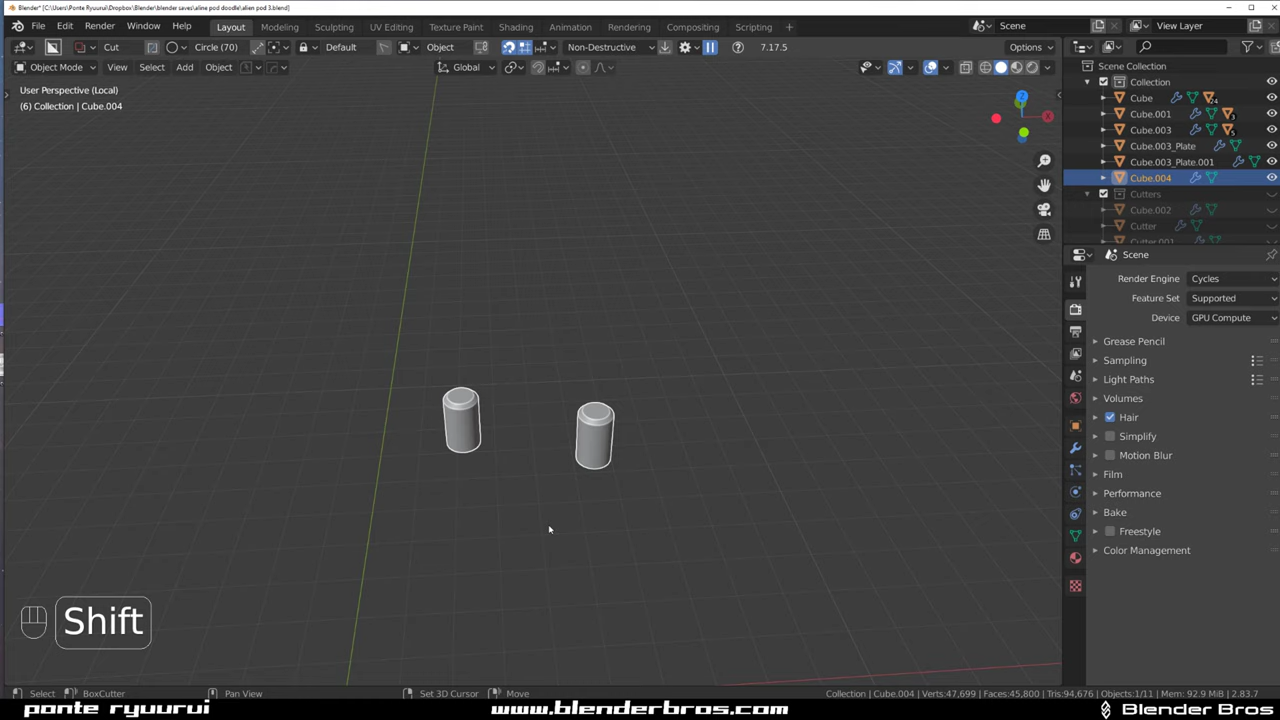 Blender* [C:\Users\Ponte Ryuurui\Dropbox\Blender\blender saves\aline pod doodle\alien pod 3.blend]
File Edit Render Window Help Layout Modeling Sculpting UV Editing Texture Paint Shading Animation Rendering Compositing Scripting + Scene View Layer
Cut Circle (70) Default Object Non-Destructive 7.17.5 Options
Object Mode View Select Add Object Global
User Perspective (Local)
(6) Collection | Cube.004
Z
X
Scene Collection
Collection
Cube 24
Cube.001 3
Cube.003 5
Cube.003_Plate
Cube.003_Plate.001
Cube.004
Cutters
Cube.002
Cutter
Cutter.001
Scene
Render Engine Cycles
Feature Set Supported
Device GPU Compute
Grease Pencil
Sampling
Light Paths
Volumes
Hair
Simplify
Motion Blur
Film
Performance
Bake
Freestyle
Color Management
Shift
Select BoxCutter Pan View Select Move Collection | Cube.004 | Verts:47,699 | Faces:45,800 | Tris:94,676 | Objects:1/11 | Mem: 92.9 MiB | 2.83.7
ponte ryuurui www.blenderbros.com Blender Bros